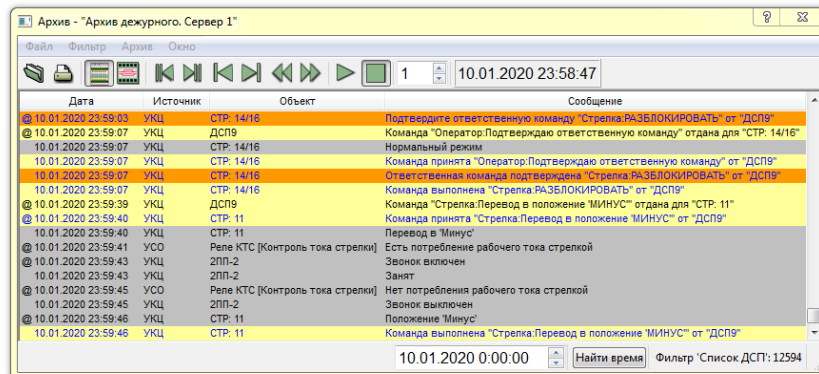 Архив - "Архив дежурного. Сервер 1"
Файл Фильтр Архив Окно
1 10.01.2020 23:58:47
Дата Источник Объект Сообщение
@ 10.01.2020 23:59:03 УКЦ СТР: 14/16 Подтвердите ответственную команду "Стрелка:РАЗБЛОКИРОВАТЬ" от "ДСП9"
@ 10.01.2020 23:59:07 УКЦ ДСП9 Команда "Оператор:Подтверждаю ответственную команду" отдана для "СТР: 14/16"
10.01.2020 23:59:07 УКЦ СТР: 14/16 Нормальный режим
10.01.2020 23:59:07 УКЦ СТР: 14/16 Команда принята "Оператор:Подтверждаю ответственную команду" от "ДСП9"
10.01.2020 23:59:07 УКЦ СТР: 14/16 Ответственная команда подтверждена "Стрелка:РАЗБЛОКИРОВАТЬ" от "ДСП9"
10.01.2020 23:59:07 УКЦ СТР: 14/16 Команда выполнена "Стрелка:РАЗБЛОКИРОВАТЬ" от "ДСП9"
@ 10.01.2020 23:59:39 УКЦ ДСП9 Команда "Стрелка:Перевод в положение 'МИНУС'" отдана для "СТР: 11"
@ 10.01.2020 23:59:40 УКЦ СТР: 11 Команда принята "Стрелка:Перевод в положение 'МИНУС'" от "ДСП9"
10.01.2020 23:59:40 УКЦ СТР: 11 Перевод в 'Минус'
@ 10.01.2020 23:59:41 УСО Реле КТС [Контроль тока стрелки] Есть потребление рабочего тока стрелкой
@ 10.01.2020 23:59:43 УКЦ 2ПП-2 Звонок включен
10.01.2020 23:59:43 УКЦ 2ПП-2 Занят
@ 10.01.2020 23:59:45 УСО Реле КТС [Контроль тока стрелки] Нет потребления рабочего тока стрелкой
10.01.2020 23:59:45 УКЦ 2ПП-2 Звонок выключен
@ 10.01.2020 23:59:46 УКЦ СТР: 11 Положение 'Минус'
10.01.2020 23:59:46 УКЦ СТР: 11 Команда выполнена "Стрелка:Перевод в положение 'МИНУС'" от "ДСП9"
10.01.2020 0:00:00 Найти время Фильтр 'Список ДСП': 12594